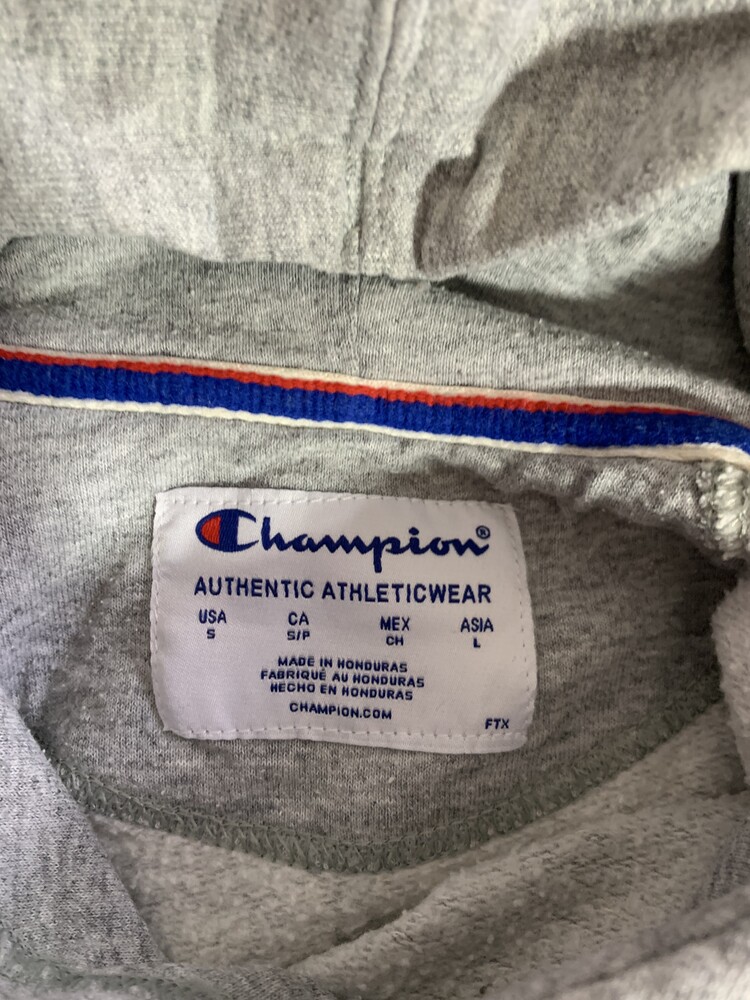 Champion®
AUTHENTIC ATHLETICWEAR
USA CA MEX ASIA
S S/P CH L
MADE IN HONDURAS
FABRIQUÉ AU HONDURAS
HECHO EN HONDURAS
CHAMPION.COM
FTX